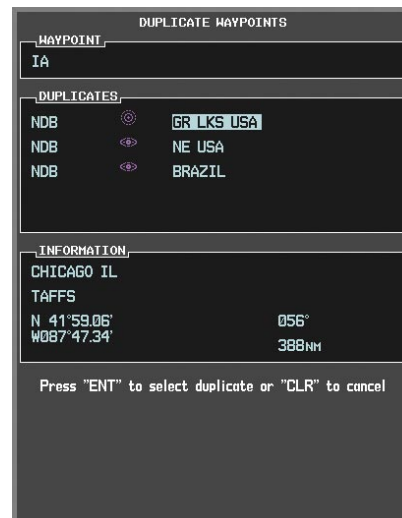 DUPLICATE WAYPOINTS
WAYPOINT
IA
DUPLICATES
NDB GR LKS USA
NDB NE USA
NDB BRAZIL
INFORMATION
CHICAGO IL
TAFFS
N 41°59.06' 056°
W087°47.34'
388NM
Press "ENT" to select duplicate or "CLR" to cancel